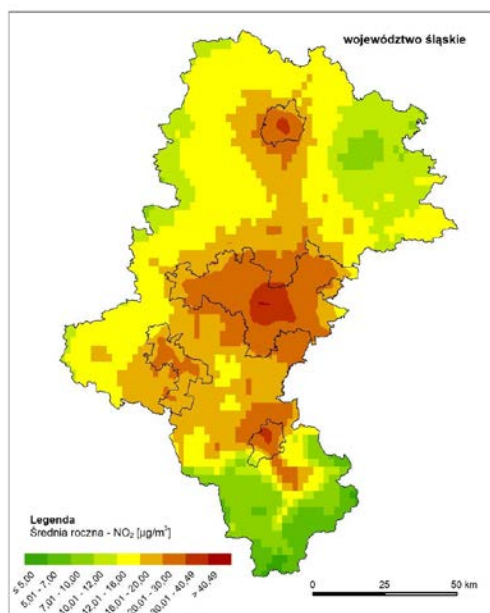 województwo śląskie
Legenda
Średnia roczna - NO₂ [µg/m³]
≤ 5,00
5,01 - 7,00
7,01 - 10,00
10,01 - 12,00
12,01 - 18,00
18,01 - 20,00
20,01 - 30,00
30,01 - 40,49
> 40,49
0 25 50 km